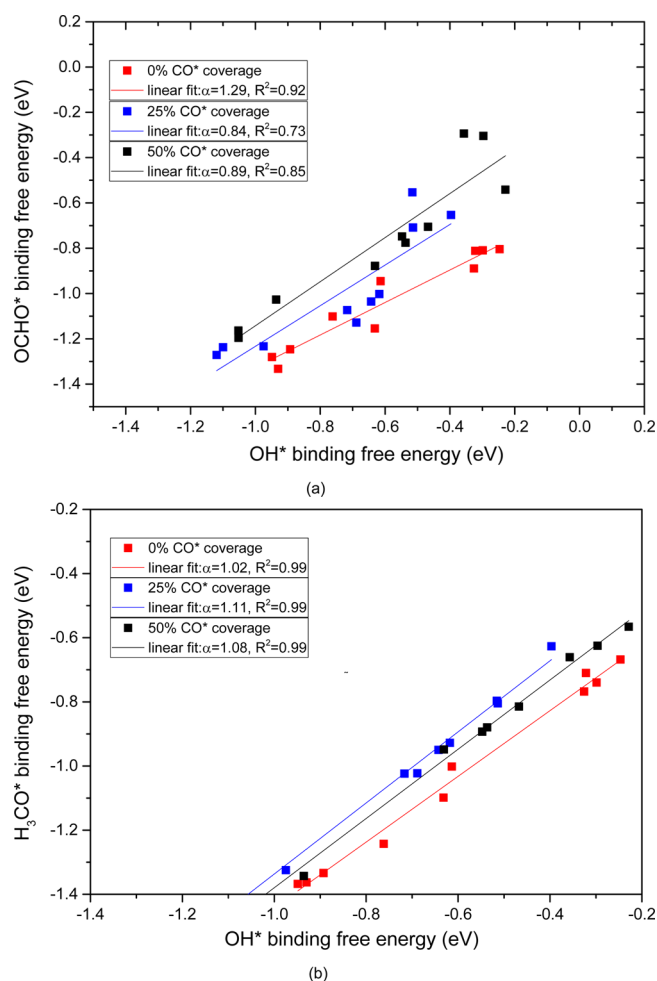 0.2
0.0
-0.2
-0.4
-0.6
-0.8
-1.0
-1.2
-1.4
OCHO* binding free energy (eV)
0% CO* coverage
linear fit:α=1.29, R²=0.92
25% CO* coverage
linear fit:α=0.84, R²=0.73
50% CO* coverage
linear fit:α=0.89, R²=0.85
-1.4 -1.2 -1.0 -0.8 -0.6 -0.4 -0.2 0.0 0.2
OH* binding free energy (eV)
(a)
-0.2
-0.4
-0.6
-0.8
-1.0
-1.2
-1.4
H₃CO* binding free energy (eV)
0% CO* coverage
linear fit:α=1.02, R²=0.99
25% CO* coverage
linear fit:α=1.11, R²=0.99
50% CO* coverage
linear fit:α=1.08, R²=0.99
-1.4 -1.2 -1.0 -0.8 -0.6 -0.4 -0.2
OH* binding free energy (eV)
(b)